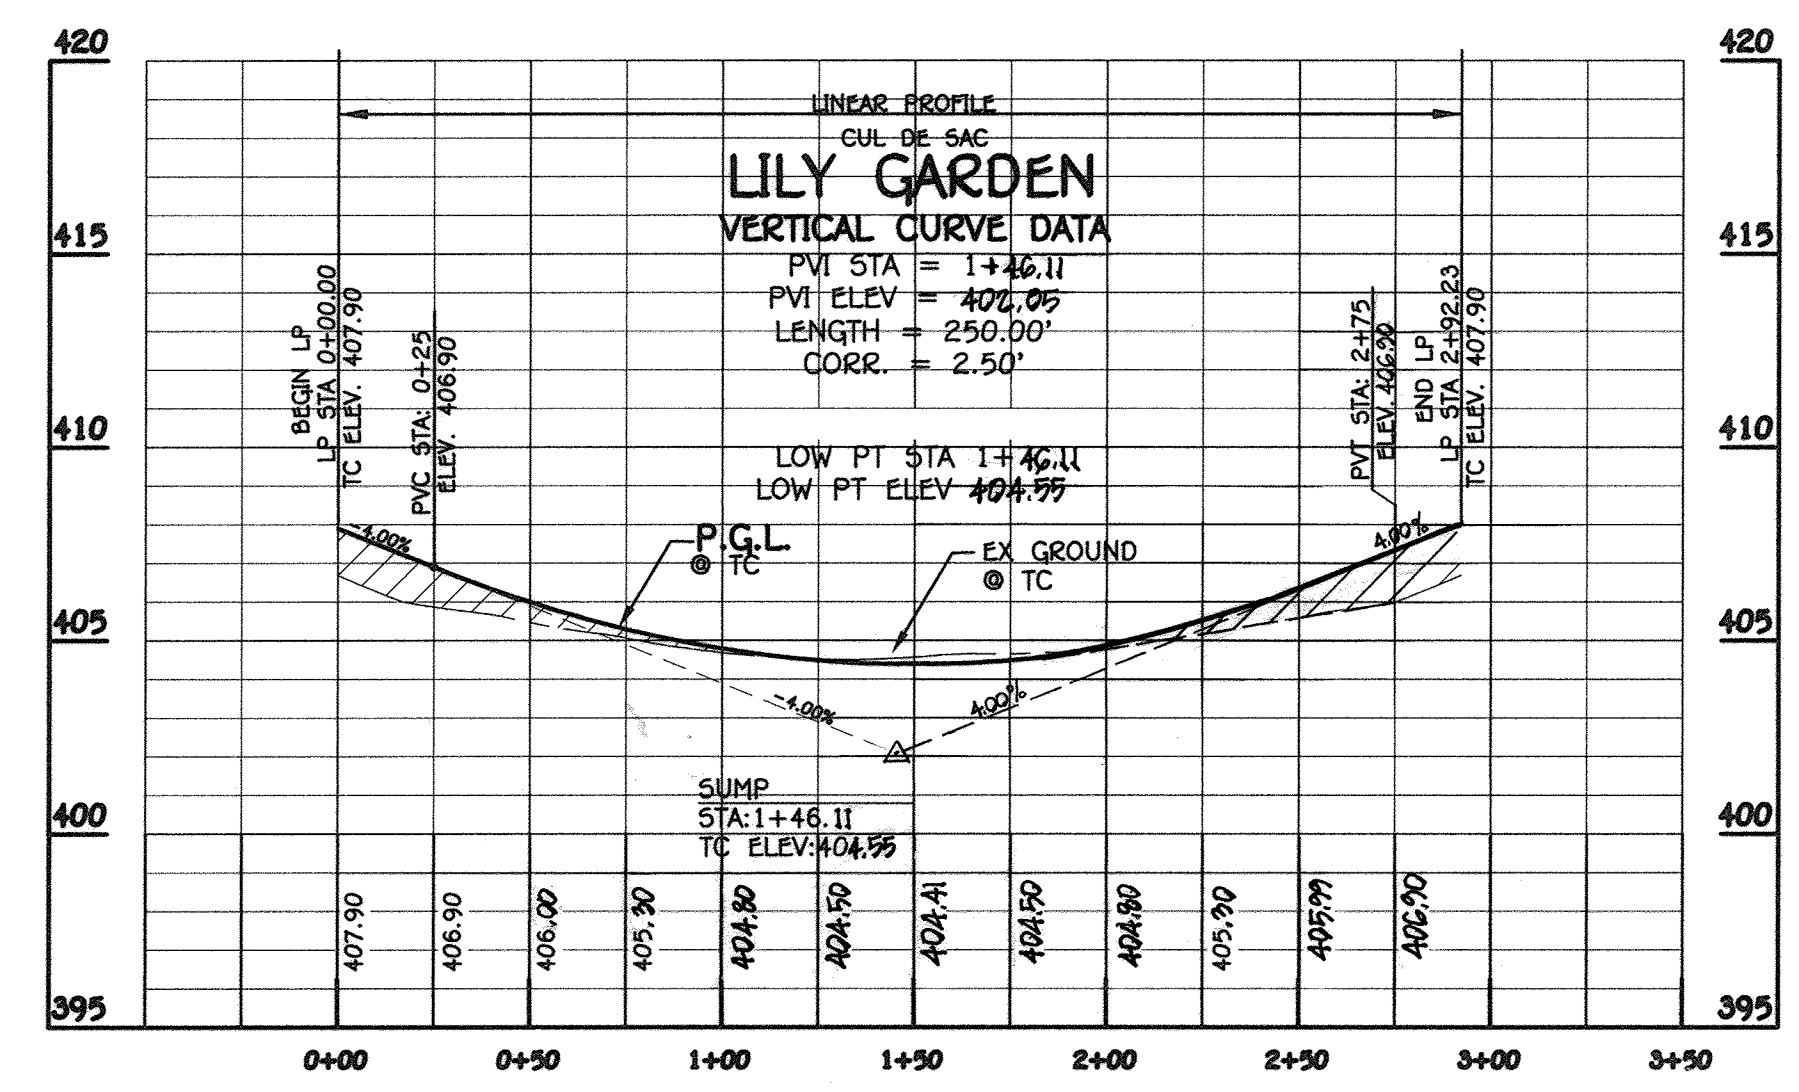 420
420
LINEAR PROFILE
CUL DE SAC
LILY GARDEN
VERTICAL CURVE DATA
415
415
PVI STA = 1+46.11
PVI ELEV = 402.05
LENGTH = 250.00'
CORR. = 2.50'
BEGIN LP
LP STA 0+00.00
TC ELEV. 407.90
PVC STA: 0+25
ELEV. 406.90
PVT STA: 2+75
ELEV. 406.90
END LP
LP STA 2+92.23
TC ELEV. 407.90
410
410
LOW PT STA 1+46.11
LOW PT ELEV 404.55
-4.00%
P.G.L.
@ TC
EX GROUND
@ TC
4.00%
405
405
-4.00%
4.00%
SUMP
STA:1+46.11
TC ELEV:404.55
400
400
407.90
406.90
406.00
405.30
404.80
404.50
404.41
404.50
404.80
405.30
405.99
406.90
395
395
0+00
0+50
1+00
1+50
2+00
2+50
3+00
3+50